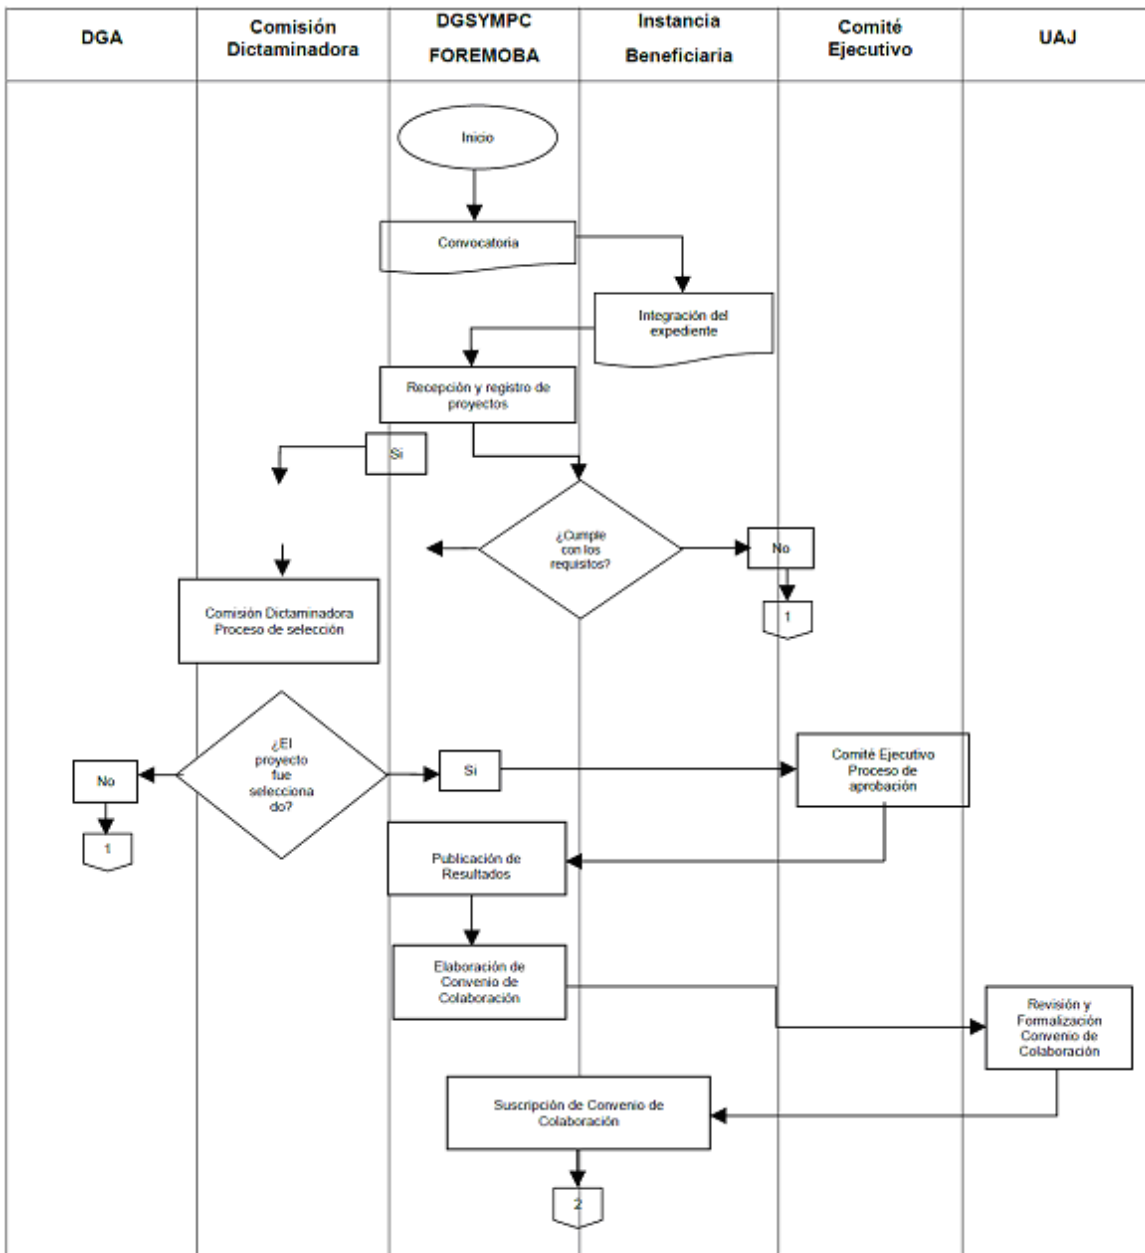 DGA
Comisión
Dictaminadora
DGSYMPC
FOREMOBA
Instancia
Beneficiaria
Comité
Ejecutivo
UAJ
Inicio
Convocatoria
Integración del
expediente
Recepción y registro de
proyectos
Si
¿Cumple
con los
requisitos?
No
1
Comisión Dictaminadora
Proceso de selección
¿El
proyecto
fue
selecciona
do?
No
1
Si
Comité Ejecutivo
Proceso de
aprobación
Publicación de
Resultados
Elaboración de
Convenio de
Colaboración
Revisión y
Formalización
Convenio de
Colaboración
Suscripción de Convenio de
Colaboración
2